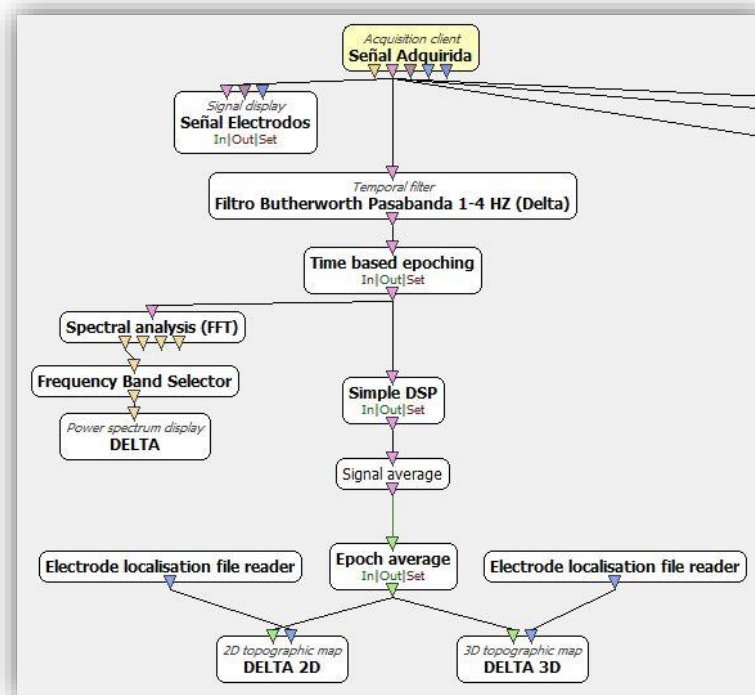 Acquisition client
Señal Adquirida
Signal display
Señal Electrodos
In|Out|Set
Temporal filter
Filtro Butherworth Pasabanda 1-4 HZ (Delta)
Time based epoching
In|Out|Set
Spectral analysis (FFT)
Frequency Band Selector
Power spectrum display
DELTA
Simple DSP
In|Out|Set
Signal average
Epoch average
In|Out|Set
Electrode localisation file reader
Electrode localisation file reader
2D topographic map
DELTA 2D
3D topographic map
DELTA 3D